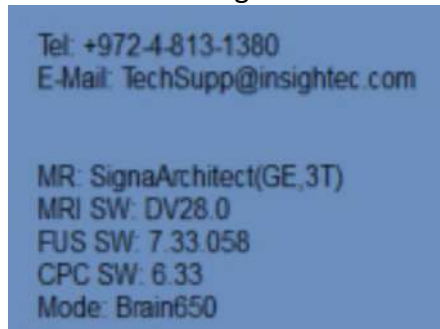 Tel: +972-4-813-1380
E-Mail: TechSupp@insightec.com
MR: SignaArchitect(GE,3T)
MRI SW: DV28.0
FUS SW: 7.33.058
CPC SW: 6.33
Mode: Brain650